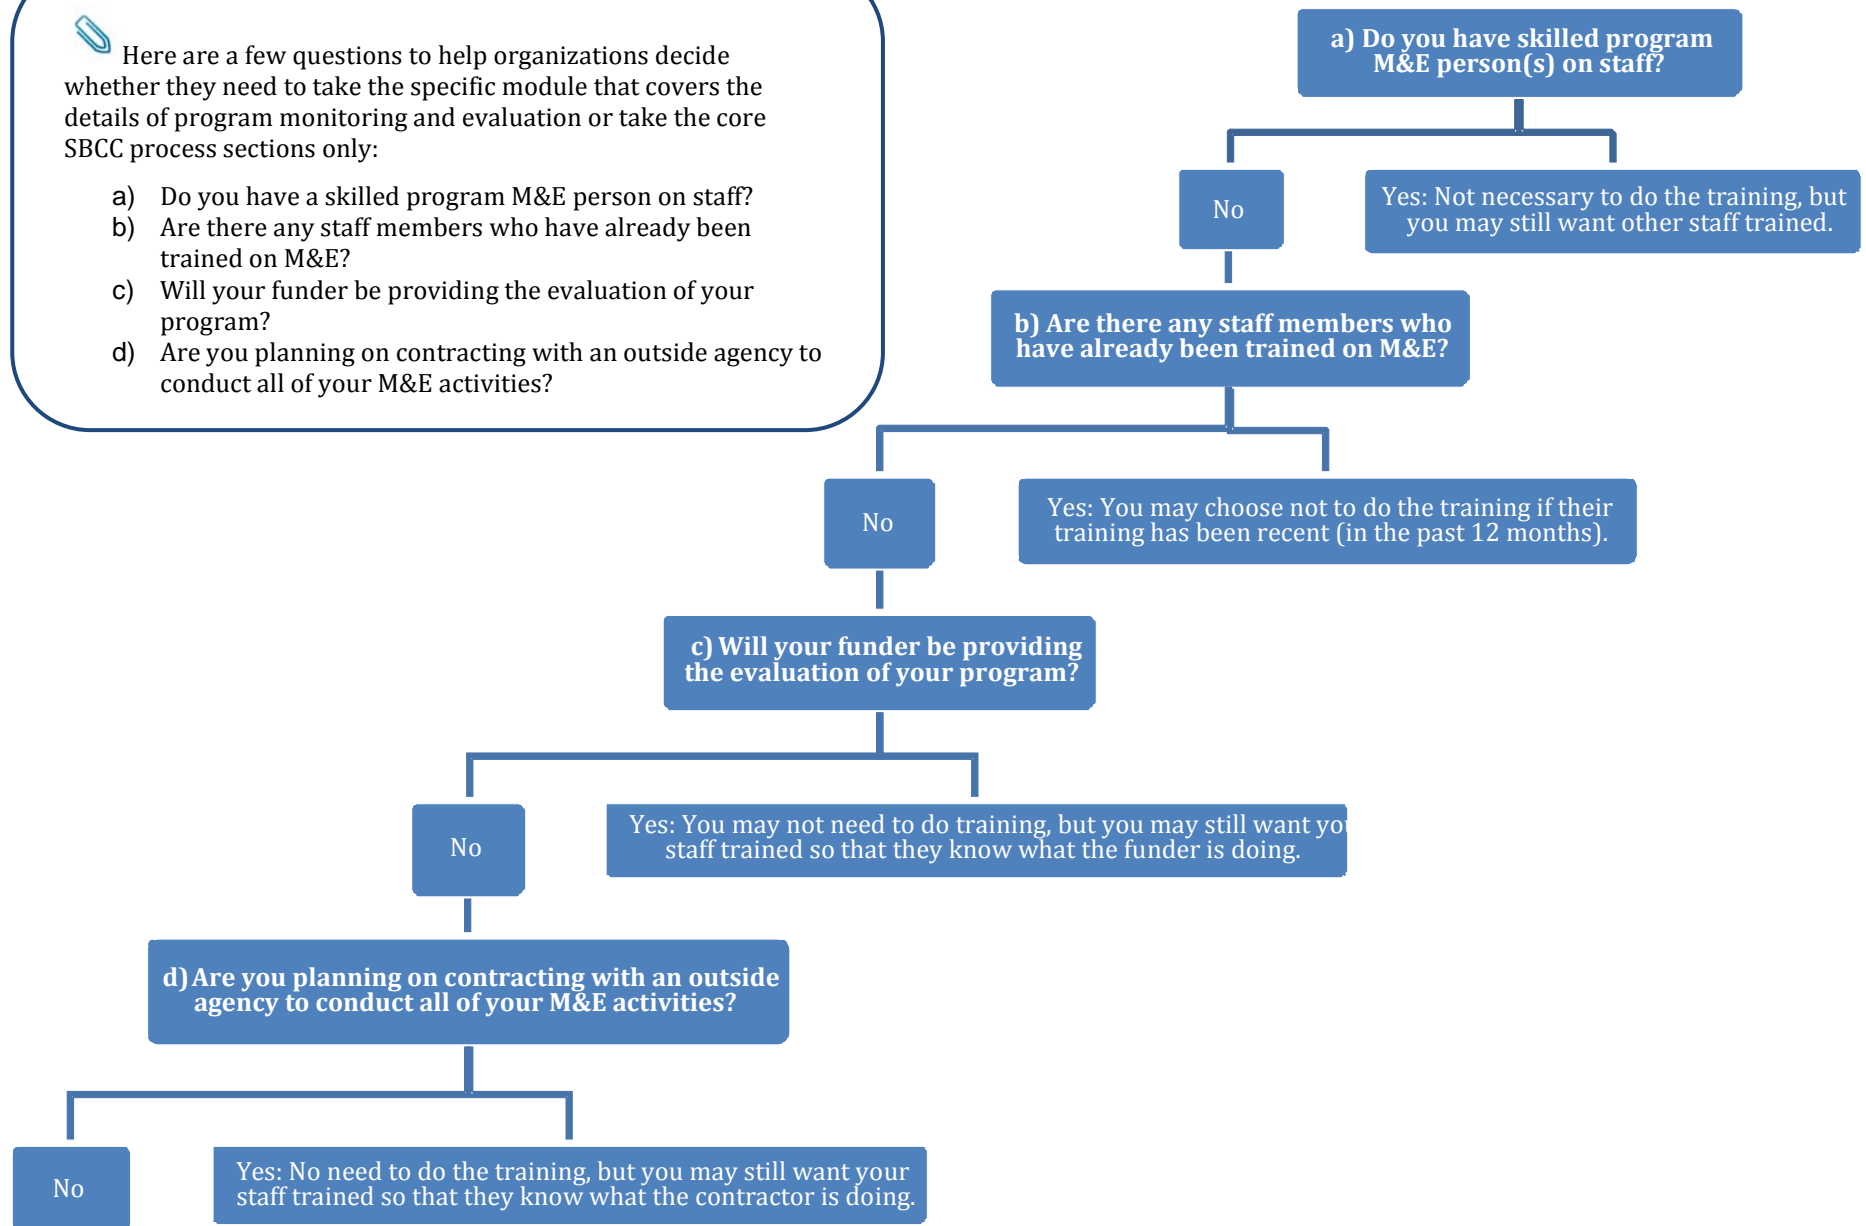 Here are a few questions to help organizations decide
whether they need to take the specific module that covers the
details of program monitoring and evaluation or take the core
SBCC process sections only:
a) Do you have a skilled program M&E person on staff?
b) Are there any staff members who have already been
trained on M&E?
c) Will your funder be providing the evaluation of your
program?
d) Are you planning on contracting with an outside agency to
conduct all of your M&E activities?
a) Do you have skilled program
M&E person(s) on staff?
No
Yes: Not necessary to do the training, but
you may still want other staff trained.
b) Are there any staff members who
have already been trained on M&E?
No
Yes: You may choose not to do the training if their
training has been recent (in the past 12 months).
c) Will your funder be providing
the evaluation of your program?
No
Yes: You may not need to do training, but you may still want you
staff trained so that they know what the funder is doing.
d) Are you planning on contracting with an outside
agency to conduct all of your M&E activities?
No
Yes: No need to do the training, but you may still want your
staff trained so that they know what the contractor is doing.